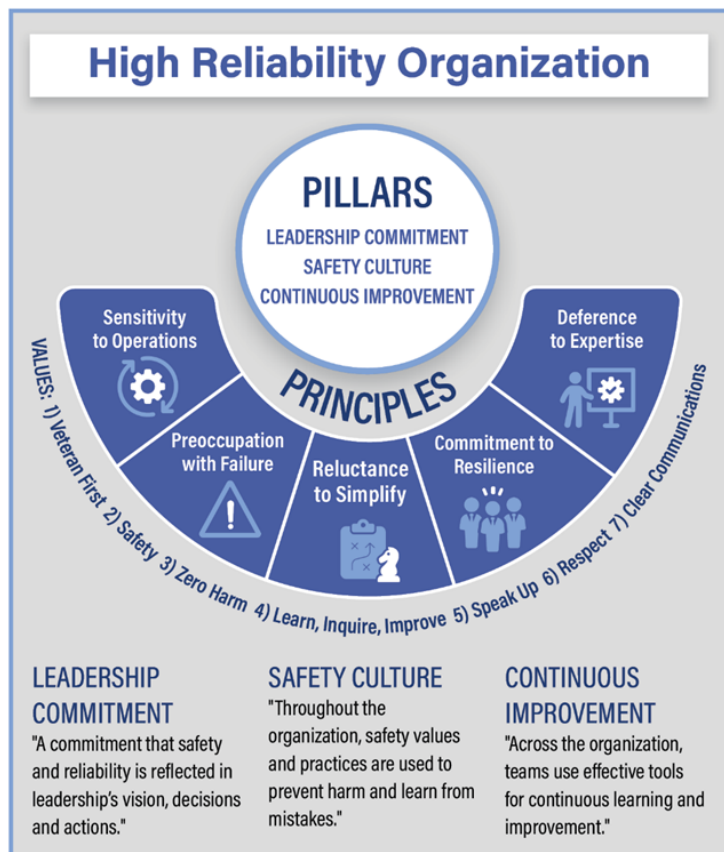 High Reliability Organization
PILLARS
LEADERSHIP COMMITMENT
SAFETY CULTURE
CONTINUOUS IMPROVEMENT
PRINCIPLES
Sensitivity
to Operations
Preoccupation
with Failure
Reluctance
to Simplify
Commitment to
Resilience
Deference
to Expertise
VALUES: 1) Veteran First 2) Safety 3) Zero Harm 4) Learn, Inquire, Improve 5) Speak Up 6) Respect 7) Clear Communications
LEADERSHIP
COMMITMENT
"A commitment that safety
and reliability is reflected in
leadership's vision, decisions
and actions."
SAFETY CULTURE
"Throughout the
organization, safety values
and practices are used to
prevent harm and learn from
mistakes."
CONTINUOUS
IMPROVEMENT
"Across the organization,
teams use effective tools
for continuous learning and
improvement."